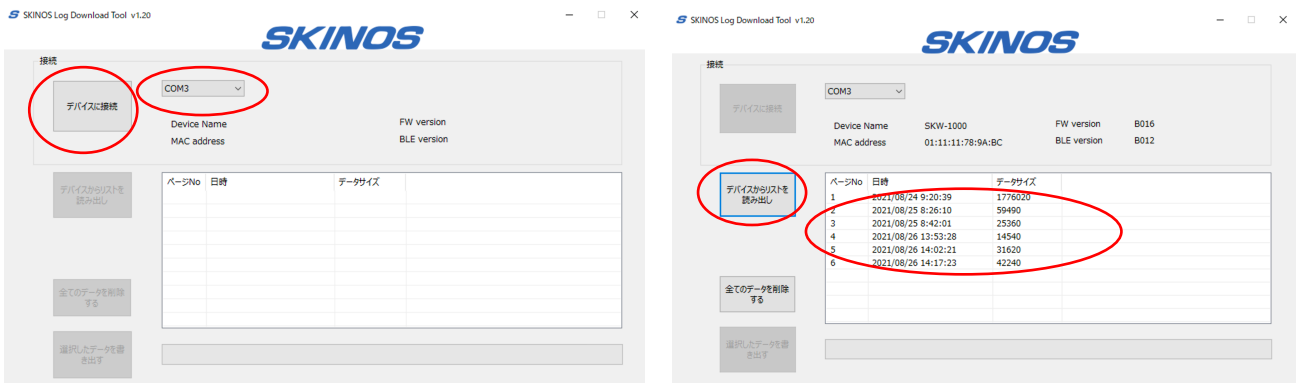 SKINOS Log Download Tool v1.20
SKINOS
接続
デバイスに接続
COM3
Device Name
FW version
MAC address
BLE version
デバイスからリストを
読み出し
ページNo 日時 データサイズ
全てのデータを削除
する
選択したデータを書
き出す
SKINOS Log Download Tool v1.20
SKINOS
接続
デバイスに接続
COM3
Device Name SKW-1000 FW version B016
MAC address 01:11:11:78:9A:BC BLE version B012
デバイスからリストを
読み出し
ページNo 日時 データサイズ
1 2021/08/24 9:20:39 1776020
2 2021/08/25 8:26:10 59490
3 2021/08/25 8:42:01 25360
4 2021/08/26 13:53:28 14540
5 2021/08/26 14:02:21 31620
6 2021/08/26 14:17:23 42240
全てのデータを削除
する
選択したデータを書
き出す